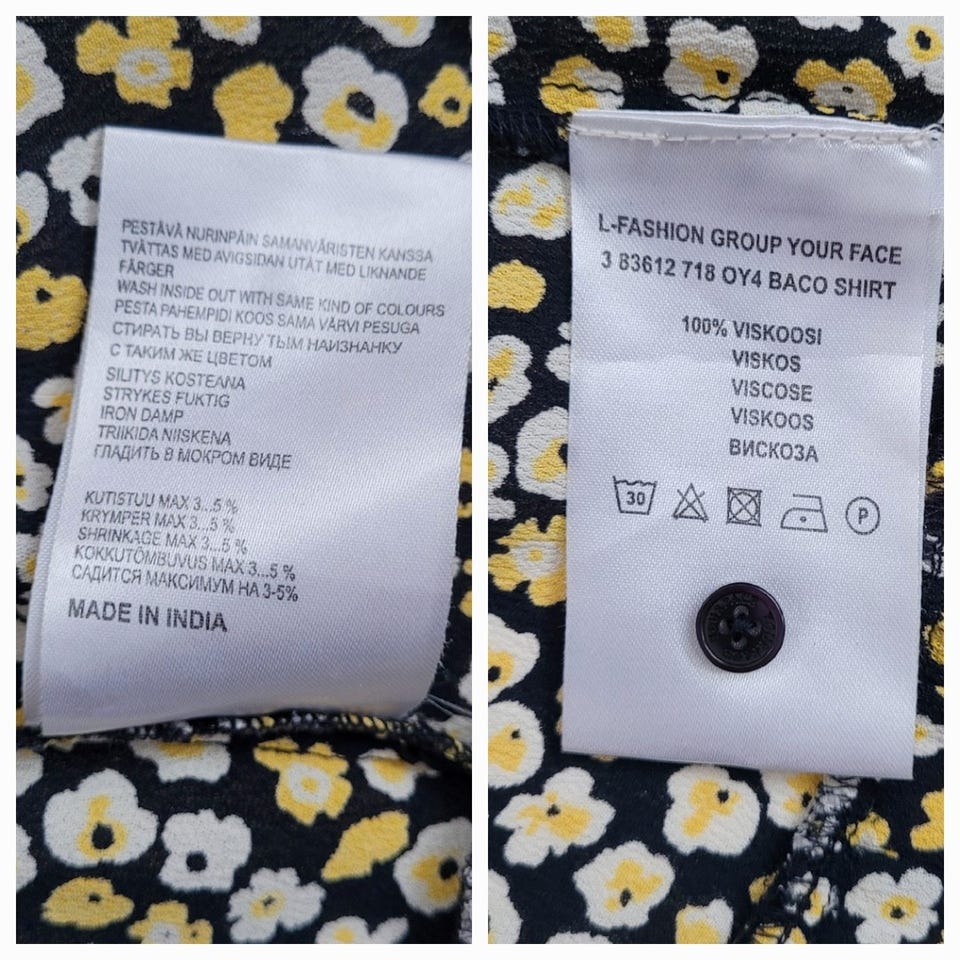 PESTÄVÄ NURINPÄIN SAMANVÄRISTEN KANSSA
TVÄTTAS MED AVIGSIDAN UTÅT MED LIKNANDE
FÄRGER
WASH INSIDE OUT WITH SAME KIND OF COLOURS
PESTA PAHEMPIDI KOOS SAMA VÄRVI PESUGA
СТИРАТЬ ВЫ ВЕРНУ ТЫМ НАИЗНАНКУ
С ТАКИМ ЖЕ ЦВЕТОМ
SILITYS KOSTEANA
STRYKES FUKTIG
IRON DAMP
TRIIKIDA NIISKENA
ГЛАДИТЬ В МОКРОМ ВИДЕ
KUTISTUU MAX 3...5 %
KRYMPER MAX 3...5 %
SHRINKAGE MAX 3...5 %
KOKKUTÕMBUVUS MAX 3...5 %
САДИТСЯ МАКСИМУМ НА 3-5%
MADE IN INDIA
L-FASHION GROUP YOUR FACE
3 83612 718 OY4 BACO SHIRT
100% VISKOOSI
VISKOS
VISCOSE
VISKOOS
ВИСКОЗА
30 P